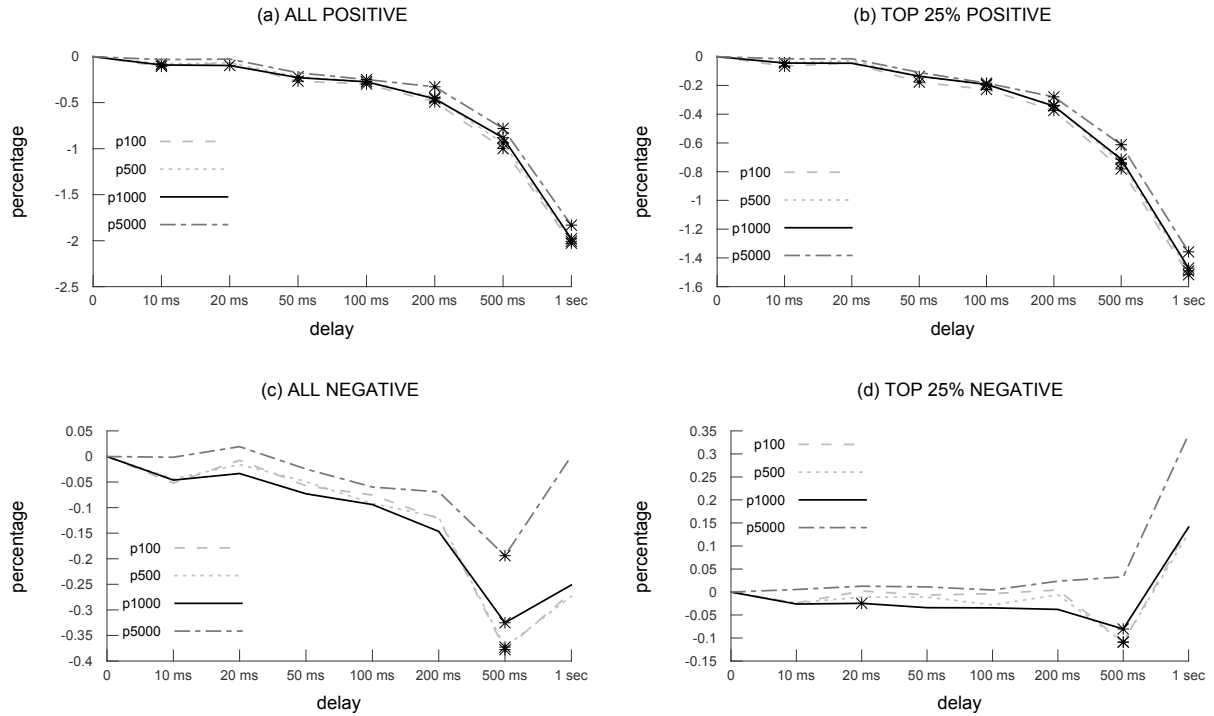 (a) ALL POSITIVE
percentage
0
-0.5
-1
-1.5
-2
-2.5
p100
p500
p1000
p5000
0 10 ms 20 ms 50 ms 100 ms 200 ms 500 ms 1 sec
delay
(b) TOP 25% POSITIVE
percentage
0
-0.2
-0.4
-0.6
-0.8
-1
-1.2
-1.4
-1.6
p100
p500
p1000
p5000
0 10 ms 20 ms 50 ms 100 ms 200 ms 500 ms 1 sec
delay
(c) ALL NEGATIVE
percentage
0.05
0
-0.05
-0.1
-0.15
-0.2
-0.25
-0.3
-0.35
-0.4
p100
p500
p1000
p5000
0 10 ms 20 ms 50 ms 100 ms 200 ms 500 ms 1 sec
delay
(d) TOP 25% NEGATIVE
percentage
0.35
0.3
0.25
0.2
0.15
0.1
0.05
0
-0.05
-0.1
-0.15
p100
p500
p1000
p5000
0 10 ms 20 ms 50 ms 100 ms 200 ms 500 ms 1 sec
delay